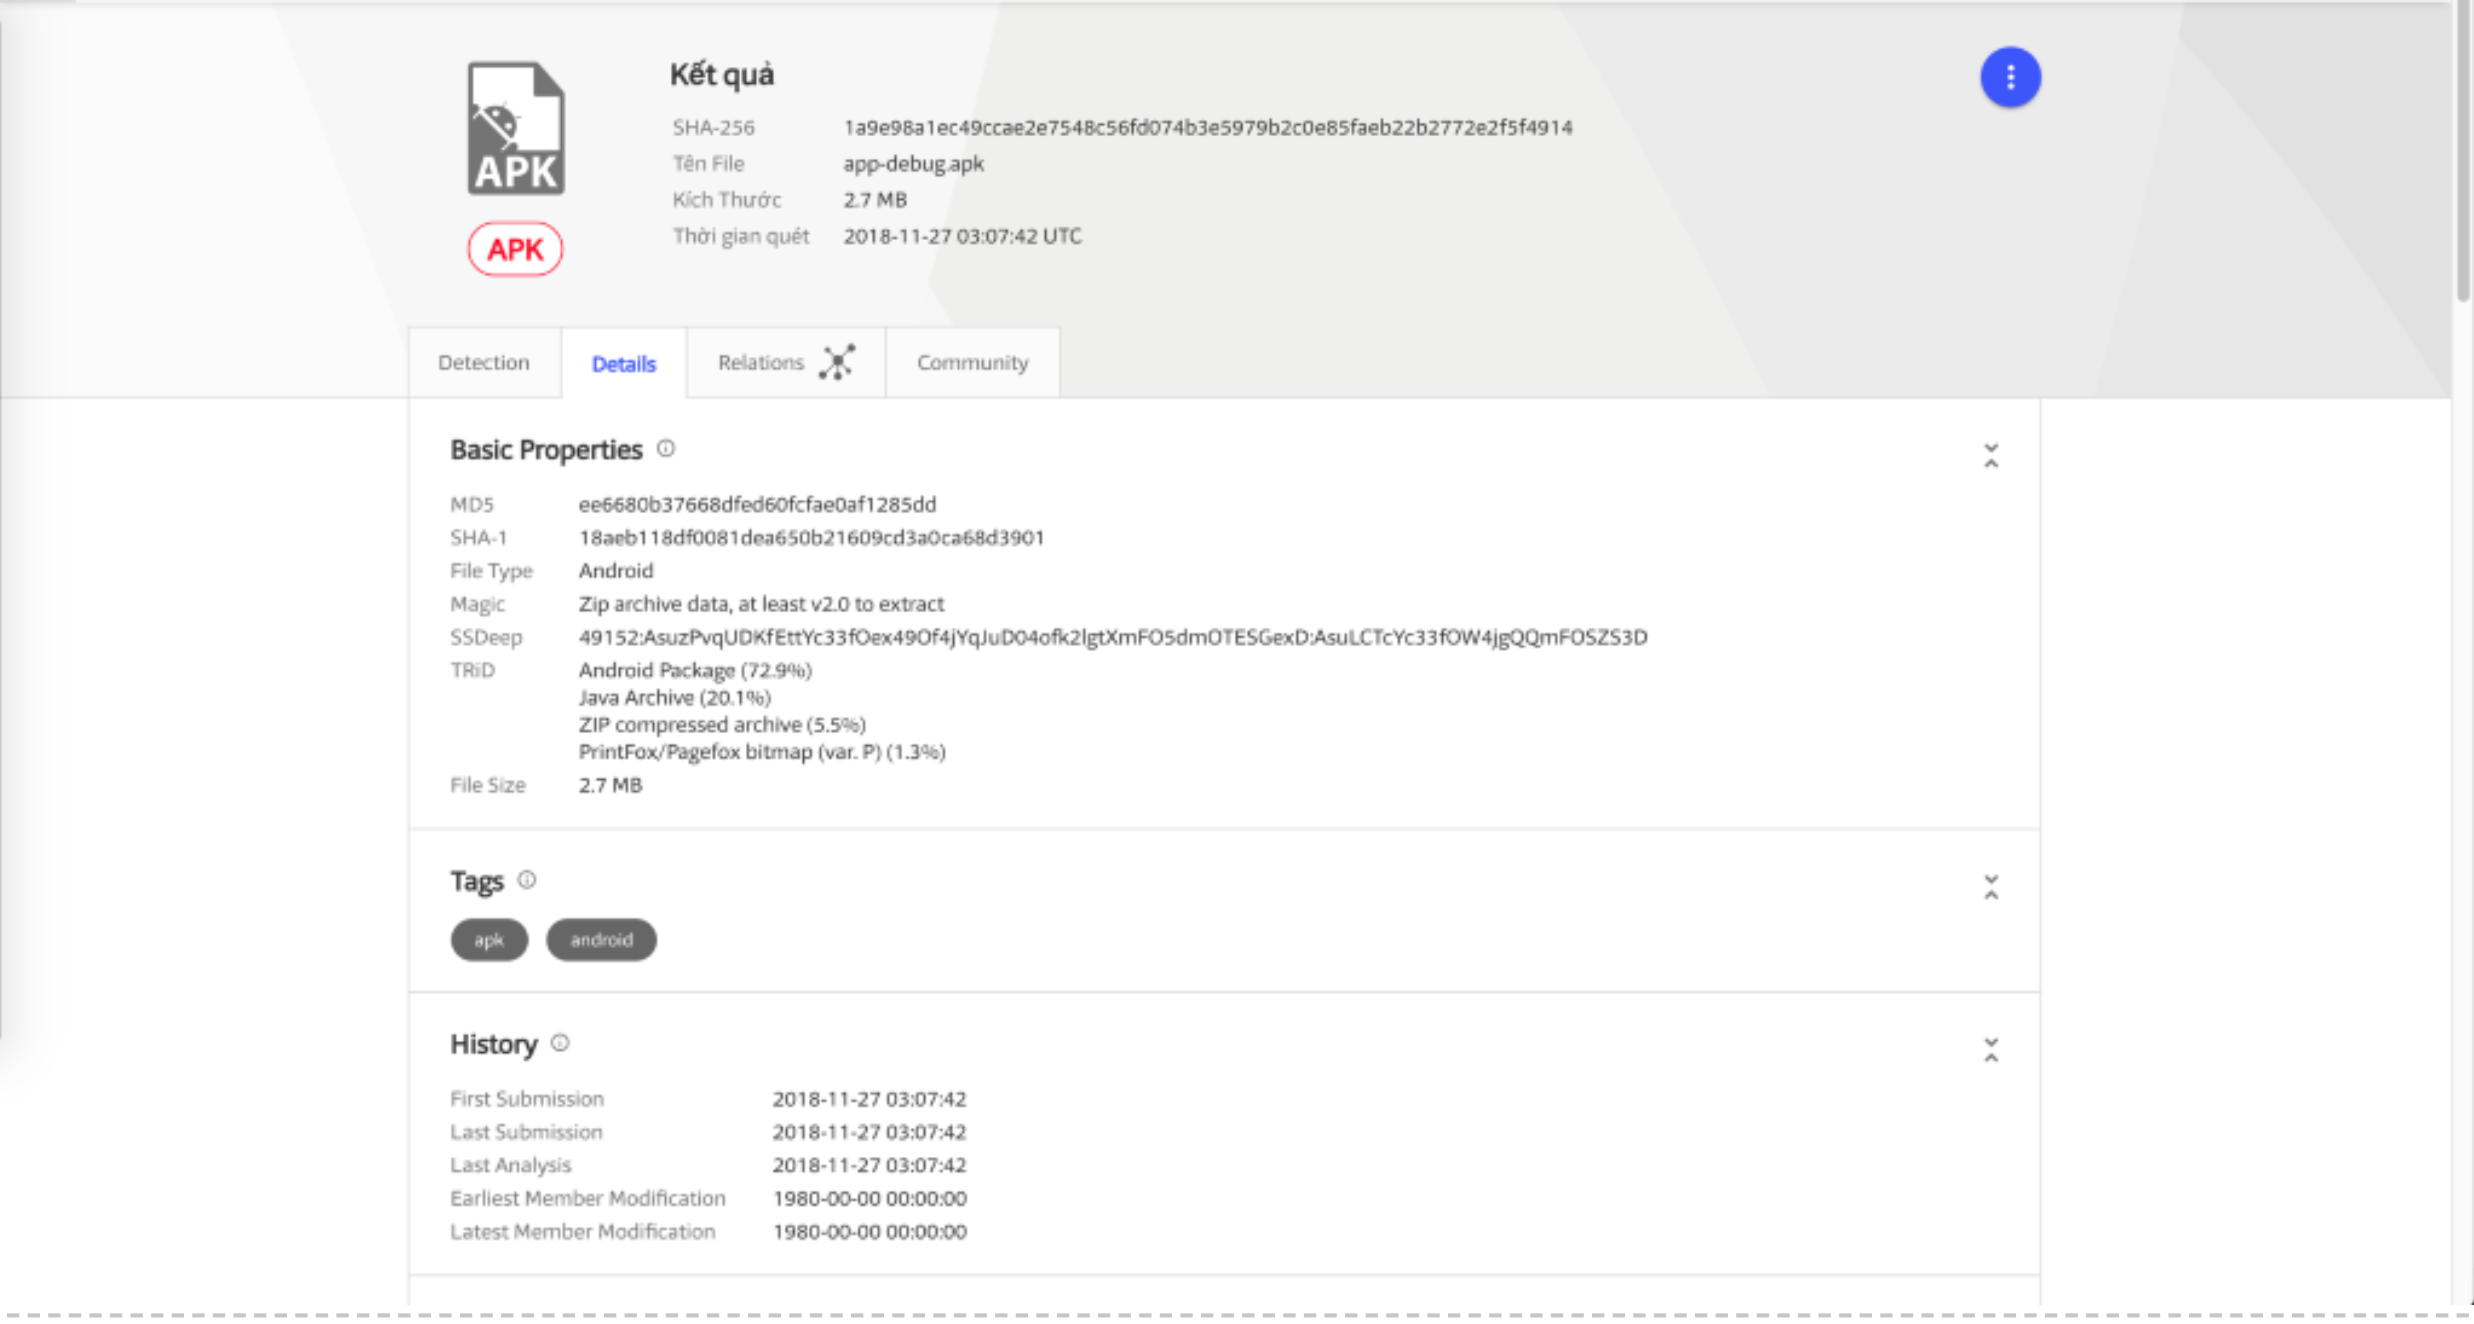 APK
APK
Kết quả
SHA-256 1a9e98a1ec49ccae2e7548c56fd074b3e5979b2c0e85faeb22b2772e2f5f4914
Tên File app-debug.apk
Kích Thước 2.7 MB
Thời gian quét 2018-11-27 03:07:42 UTC
Detection Details Relations Community
Basic Properties
MD5 ee6680b37668dfed60fcfae0af1285dd
SHA-1 18aeb118df0081dea650b21609cd3a0ca68d3901
File Type Android
Magic Zip archive data, at least v2.0 to extract
SSDeep 49152:AsuzPvqUDKfEttYc33fOex49Of4jYqJuD04ofk2lgtXmFO5dmOTESGexD:AsuLCTcYc33fOW4jgQQmFOSZS3D
TRiD Android Package (72.9%)
Java Archive (20.1%)
ZIP compressed archive (5.5%)
PrintFox/Pagefox bitmap (var. P) (1.3%)
File Size 2.7 MB
Tags
apk android
History
First Submission 2018-11-27 03:07:42
Last Submission 2018-11-27 03:07:42
Last Analysis 2018-11-27 03:07:42
Earliest Member Modification 1980-00-00 00:00:00
Latest Member Modification 1980-00-00 00:00:00